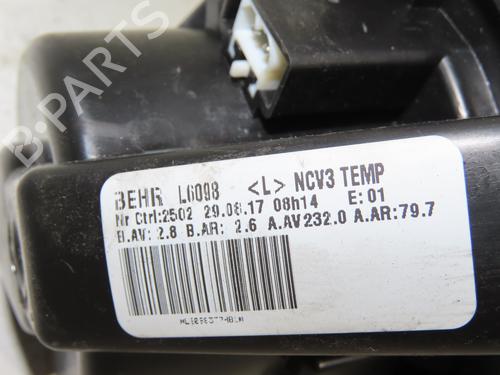 B-PARTS
BEHR L6098 <L> NCV3 TEMP
Nr Ctrl:2502 29.08.17 08h14 E:01
B.AV: 2.8 B.AR: 2.6 A.AV232.0 A.AR:79.7